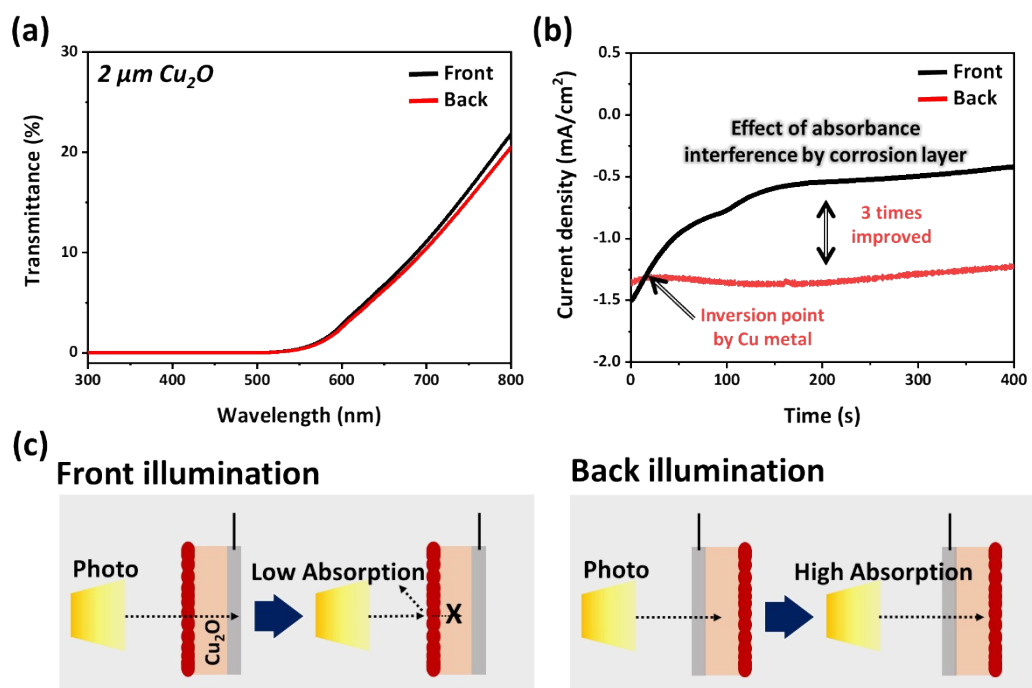 (a)
30
20
10
0
2 μm Cu₂O
Front
Back
Transmittance (%)
300 400 500 600 700 800
Wavelength (nm)
(b)
0.5
0.0
-0.5
-1.0
-1.5
-2.0
Front
Back
Effect of absorbance
interference by corrosion layer
3 times
improved
Inversion point
by Cu metal
Current density (mA/cm²)
0 100 200 300 400
Time (s)
(c)
Front illumination
Photo
Cu₂O
Low Absorption
X
Back illumination
Photo
High Absorption